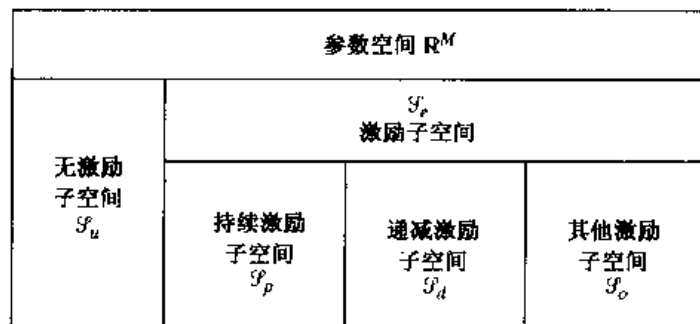 参数空间 R^M
𝒮_e
激励子空间
无激励
子空间
𝒮_u
持续激励
子空间
𝒮_p
递减激励
子空间
𝒮_d
其他激励
子空间
𝒮_o